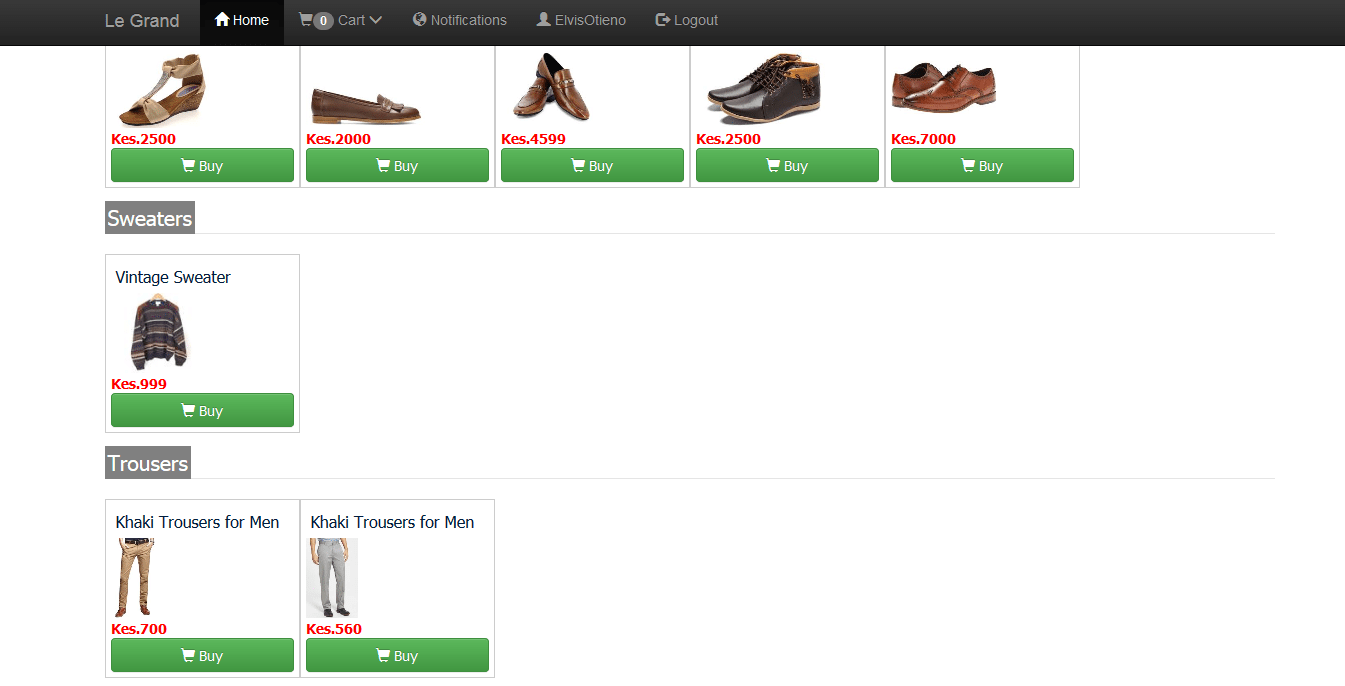 Le Grand Home 0 Cart Notifications ElvisOtieno Logout
Kes.2500 Kes.2000 Kes.4599 Kes.2500 Kes.7000
Buy Buy Buy Buy Buy
Sweaters
Vintage Sweater
Kes.999
Buy
Trousers
Khaki Trousers for Men Khaki Trousers for Men
Kes.700 Kes.560
Buy Buy